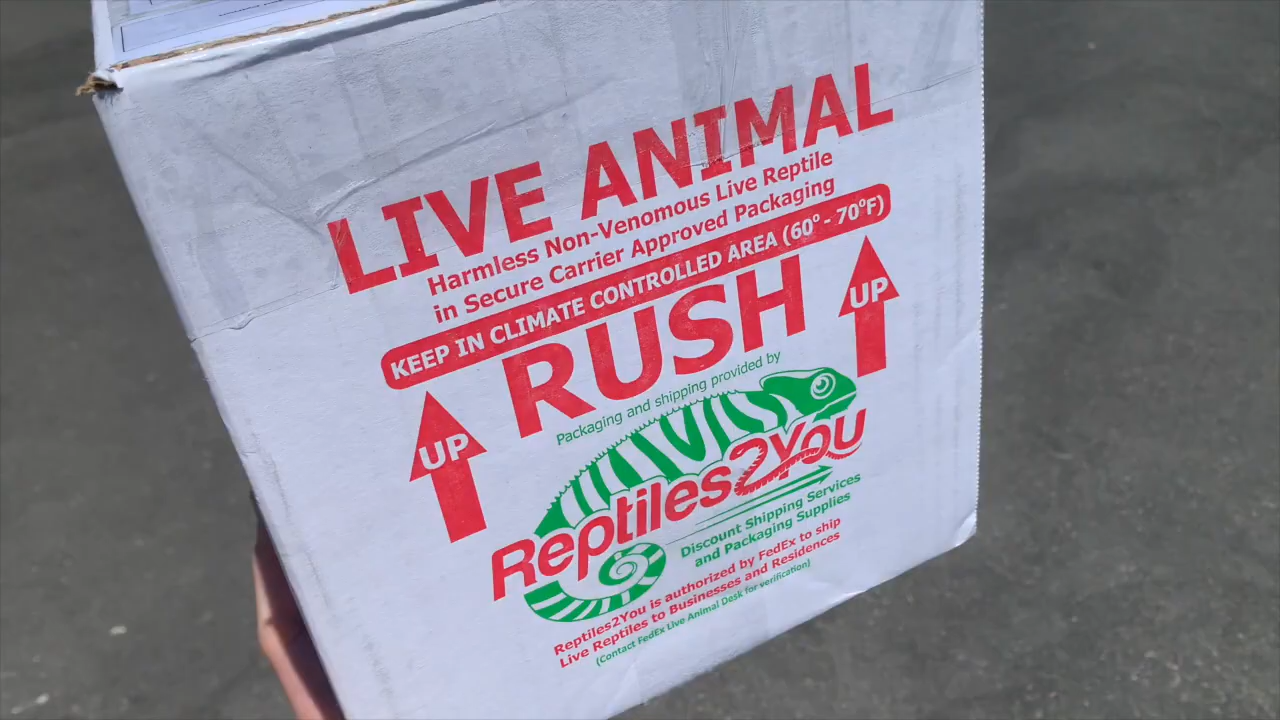 LIVE ANIMAL
Harmless Non-Venomous Live Reptile
in Secure Carrier Approved Packaging
KEEP IN CLIMATE CONTROLLED AREA (60° - 70°F)
RUSH
UP
UP
Packaging and shipping provided by
Reptiles2You
Discount Shipping Services
and Packaging Supplies
Reptiles2You is authorized by FedEx to ship
Live Reptiles to Businesses and Residences
(Contact FedEx Live Animal Desk for verification)